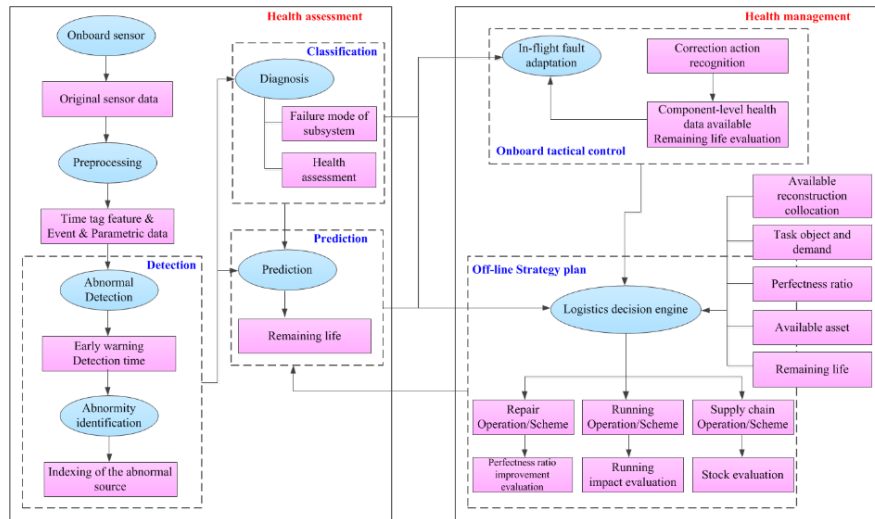 Health assessment
Onboard sensor
Original sensor data
Preprocessing
Time tag feature &
Event & Parametric data
Detection
Abnormal
Detection
Early warning
Detection time
Abnormity
identification
Indexing of the abnormal
source
Classification
Diagnosis
Failure mode of
subsystem
Health
assessment
Prediction
Prediction
Remaining life
Health management
In-flight fault
adaptation
Correction action
recognition
Component-level health
data available
Remaining life evaluation
Onboard tactical control
Available
reconstruction
collocation
Task object and
demand
Perfectness ratio
Available asset
Remaining life
Off-line Strategy plan
Logistics decision engine
Repair
Operation/Scheme
Running
Operation/Scheme
Supply chain
Operation/Scheme
Perfectness ratio
improvement
evaluation
Running
impact evaluation
Stock evaluation